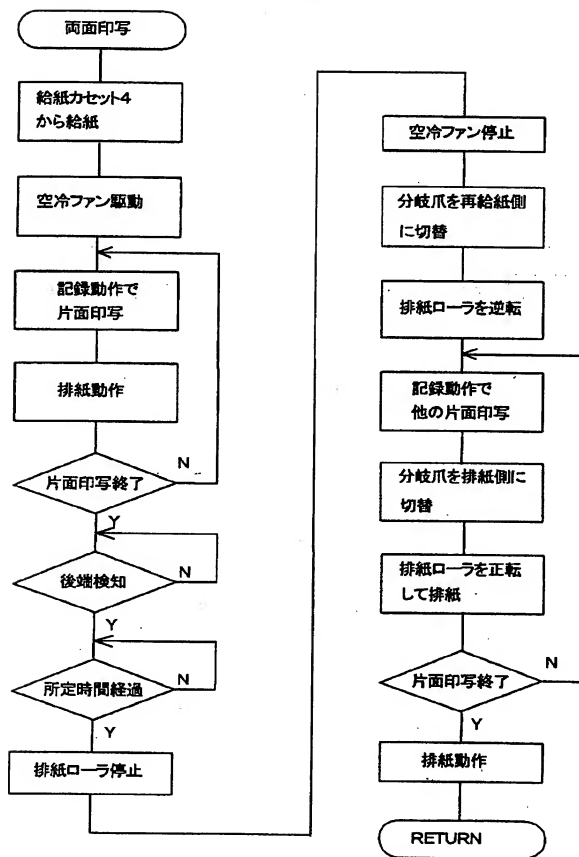 両面印写
給紙カセット4
から給紙
空冷ファン駆動
記録動作で
片面印写
排紙動作
片面印写終了
N
Y
後端検知
N
Y
所定時間経過
N
Y
排紙ローラ停止
空冷ファン停止
分岐爪を再給紙側
に切替
排紙ローラを逆転
記録動作で
他の片面印写
分岐爪を排紙側に
切替
排紙ローラを正転
して排紙
片面印写終了
N
Y
排紙動作
RETURN